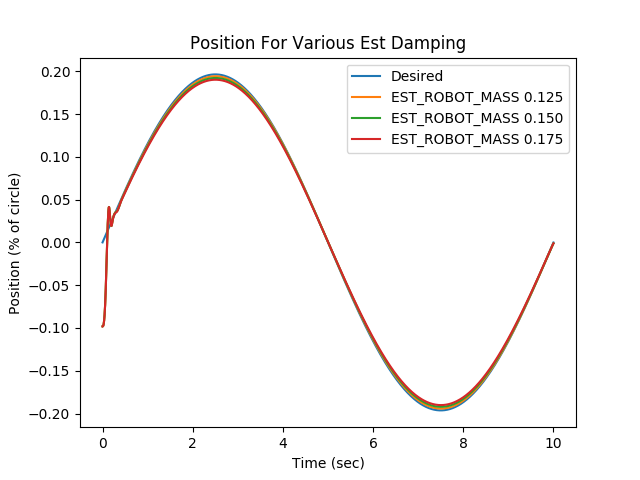 Position For Various Est Damping
Desired
EST_ROBOT_MASS 0.125
EST_ROBOT_MASS 0.150
EST_ROBOT_MASS 0.175
Position (% of circle)
0.20
0.15
0.10
0.05
0.00
−0.05
−0.10
−0.15
−0.20
0 2 4 6 8 10
Time (sec)